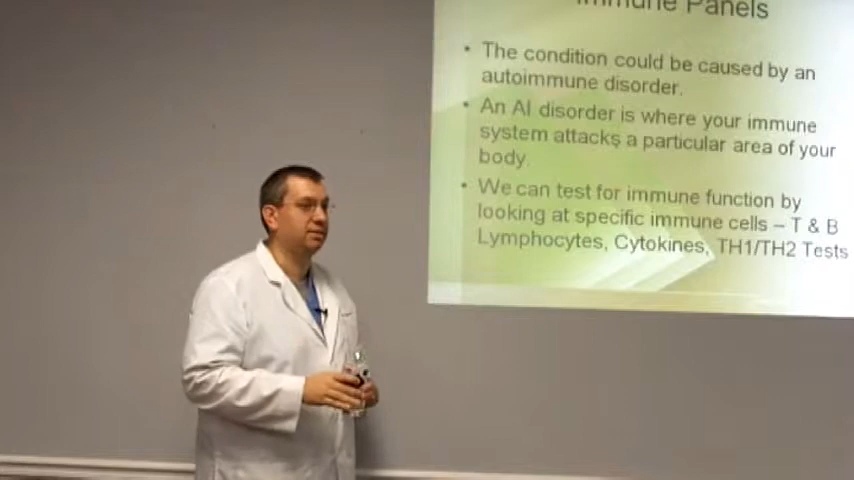 Immune Panels
• The condition could be caused by an
autoimmune disorder.
• An AI disorder is where your immune
system attacks a particular area of your
body.
• We can test for immune function by
looking at specific immune cells – T & B
Lymphocytes, Cytokines, TH1/TH2 Tests